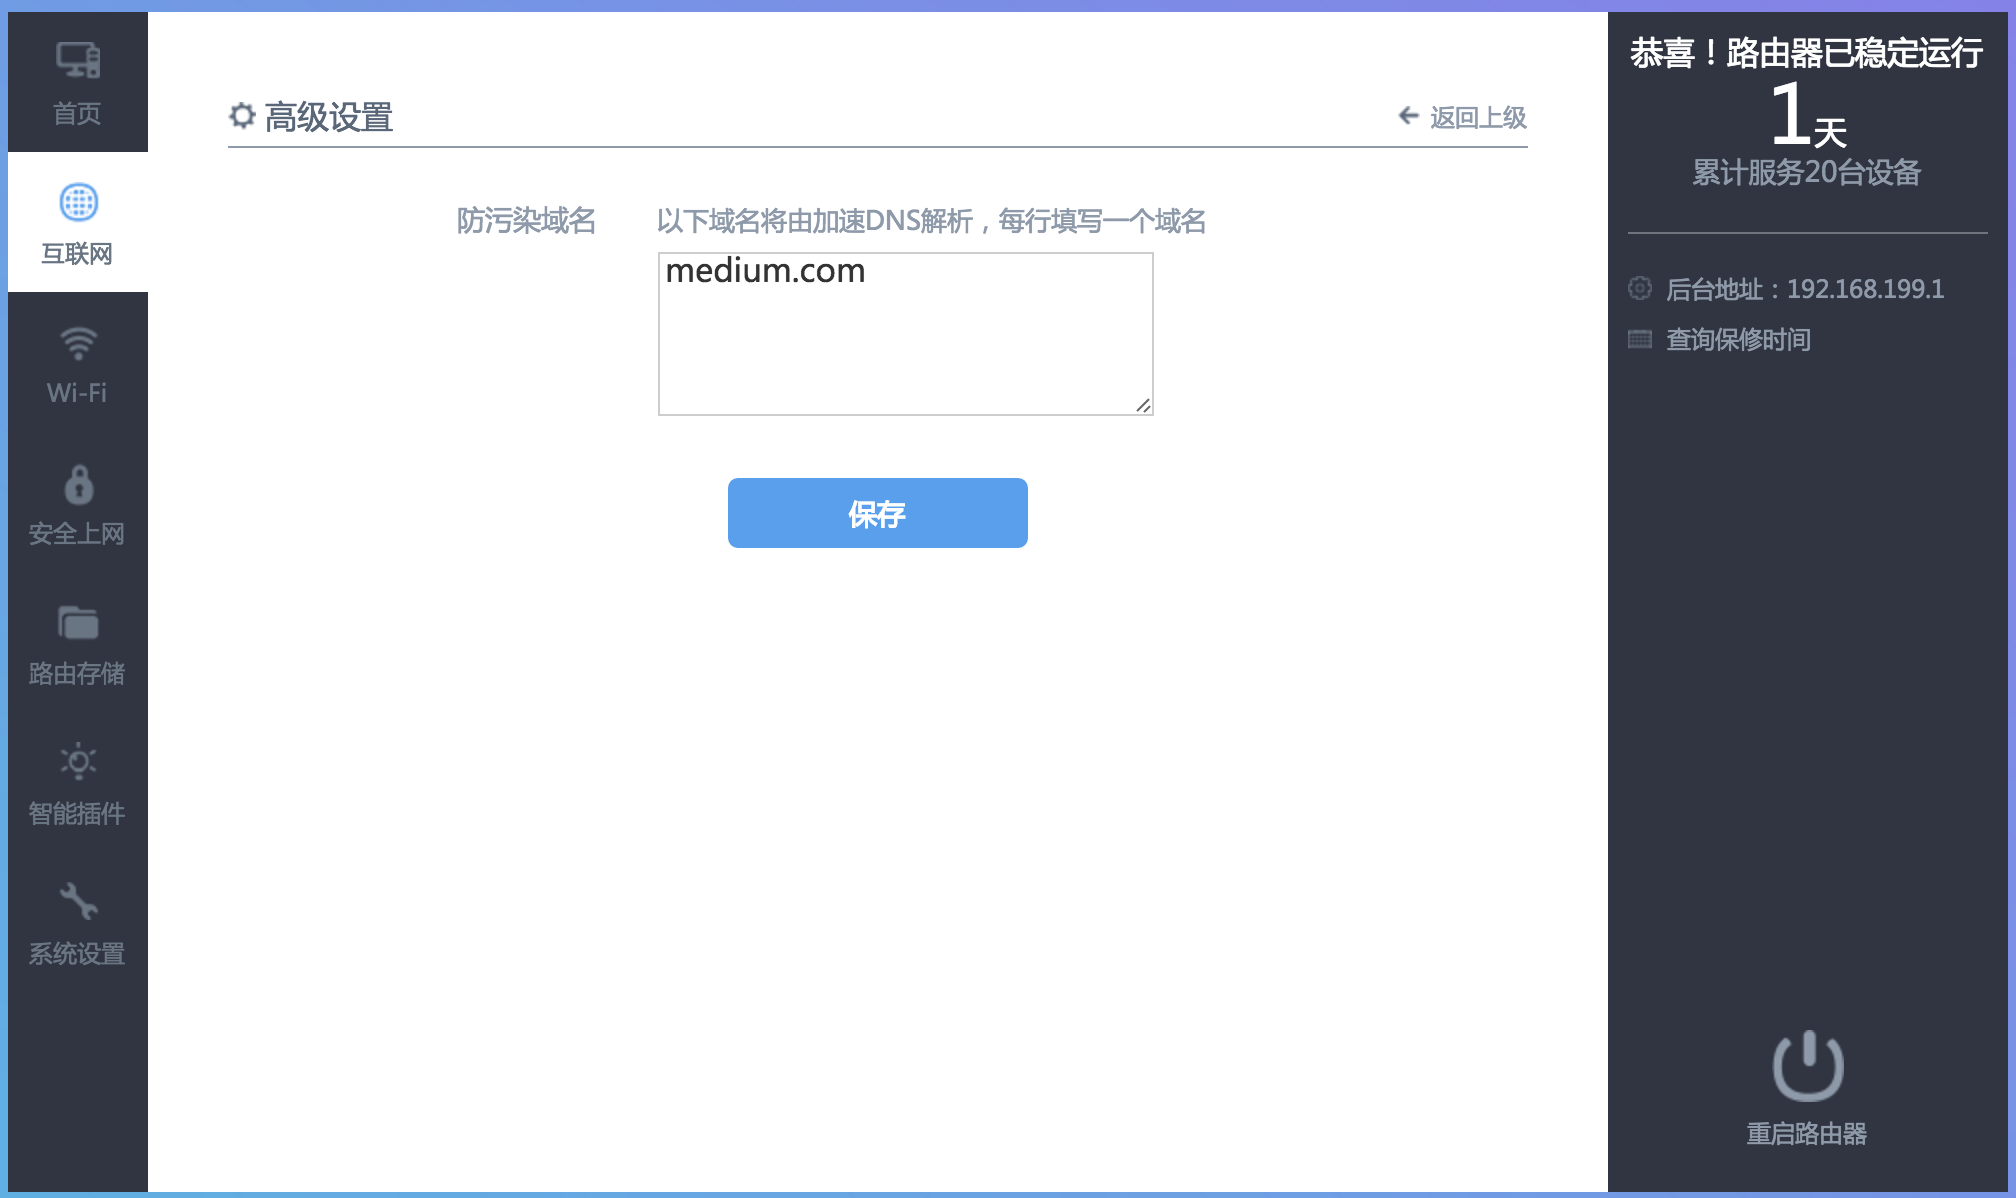 首页
互联网
Wi-Fi
安全上网
路由存储
智能插件
系统设置
高级设置
返回上级
防污染域名
以下域名将由加速DNS解析，每行填写一个域名
medium.com
保存
恭喜！路由器已稳定运行
1天
累计服务20台设备
后台地址：192.168.199.1
查询保修时间
重启路由器